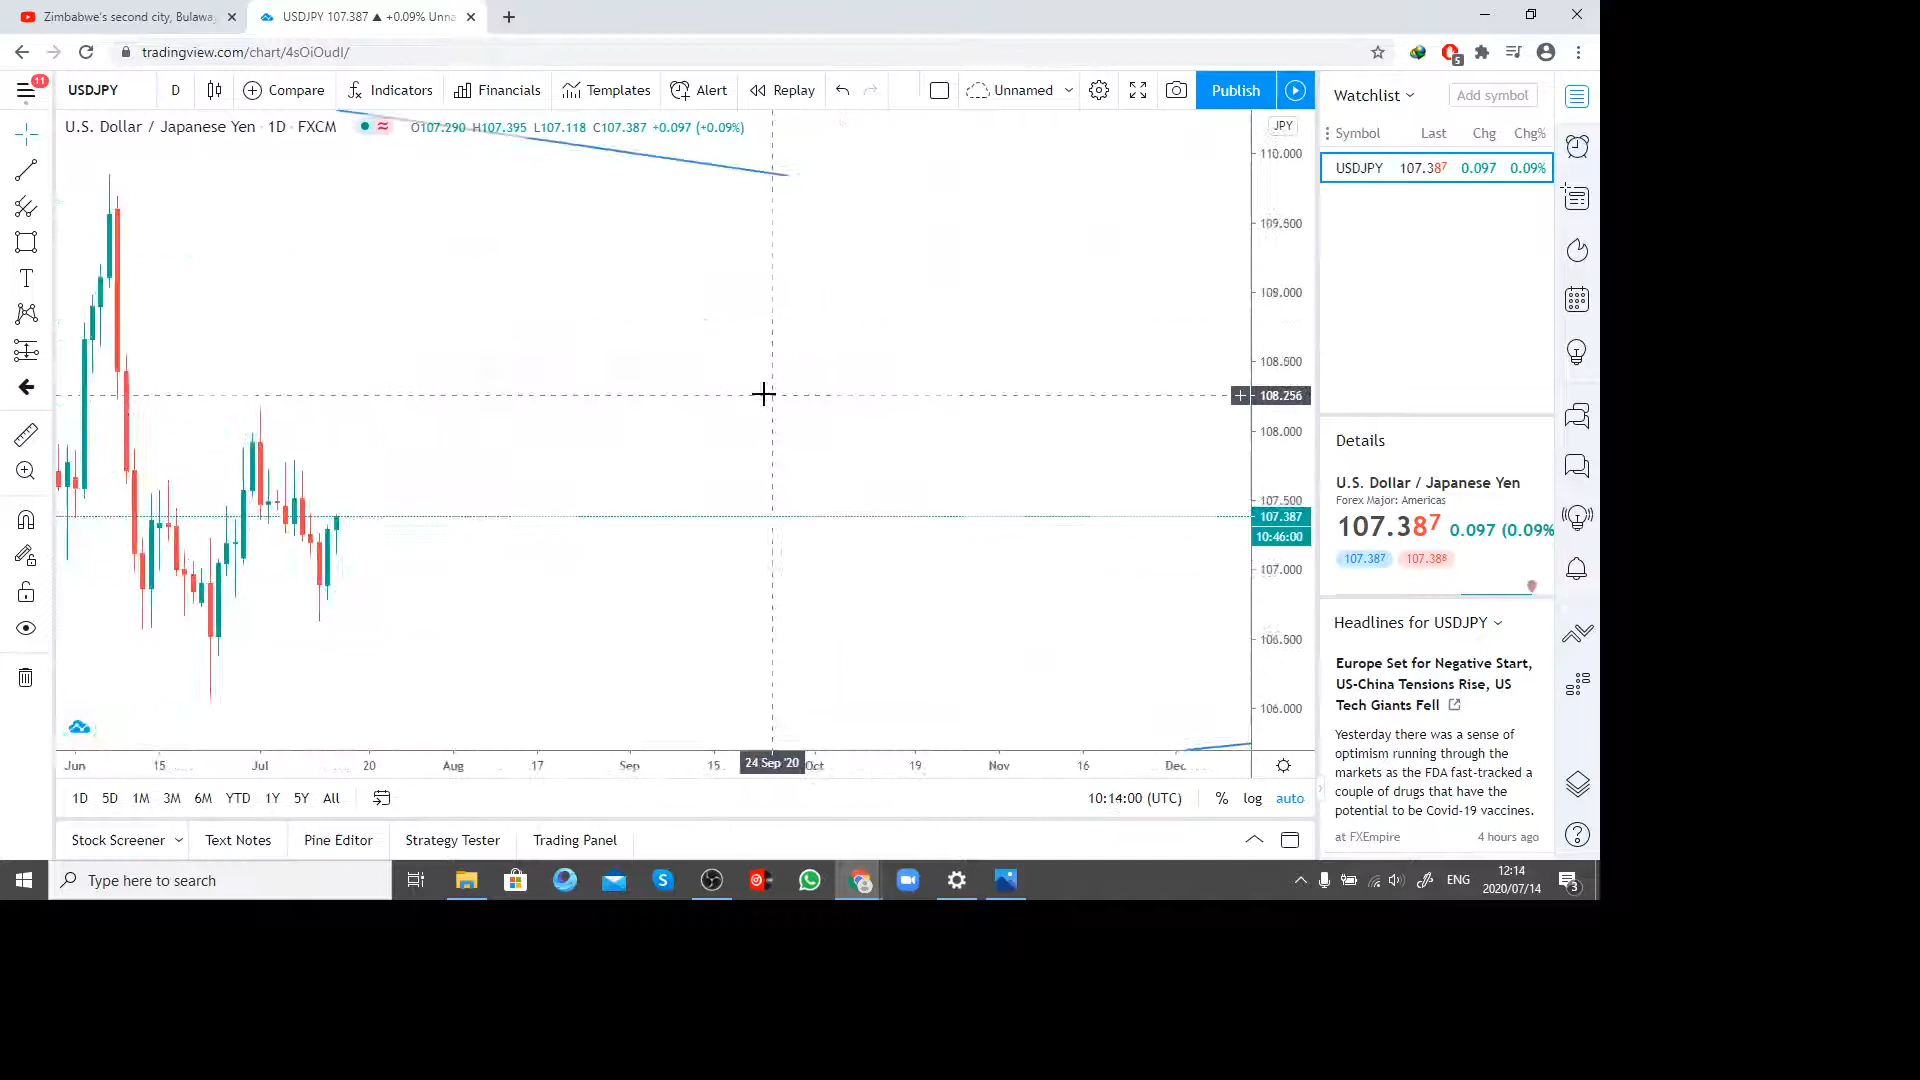 Zimbabwe's second city, Bulawa
USDJPY 107.387 ▲ +0.09% Unna
tradingview.com/chart/4sOiOudI/
5
11
USDJPY
D
Compare
Indicators
Financials
Templates
Alert
Replay
Unnamed
Publish
U.S. Dollar / Japanese Yen · 1D · FXCM
O107.290 H107.395 L107.118 C107.387 +0.097 (+0.09%)
JPY
110.000
109.500
109.000
108.500
108.256
108.000
107.500
107.387
10:46:00
107.000
106.500
106.000
Jun 15 Jul 20 Aug 17 Sep 15 24 Sep '20 Oct 19 Nov 16 Dec
1D 5D 1M 3M 6M YTD 1Y 5Y All
10:14:00 (UTC) % log auto
Stock Screener
Text Notes
Pine Editor
Strategy Tester
Trading Panel
Watchlist
Add symbol
Symbol Last Chg Chg%
USDJPY 107.387 0.097 0.09%
Details
U.S. Dollar / Japanese Yen
Forex Major: Americas
107.387 0.097 (0.09%
107.387 107.388
Headlines for USDJPY
Europe Set for Negative Start,
US-China Tensions Rise, US
Tech Giants Fell
Yesterday there was a sense of
optimism running through the
markets as the FDA fast-tracked a
couple of drugs that have the
potential to be Covid-19 vaccines.
at FXEmpire 4 hours ago
Type here to search
ENG
12:14
2020/07/14
3